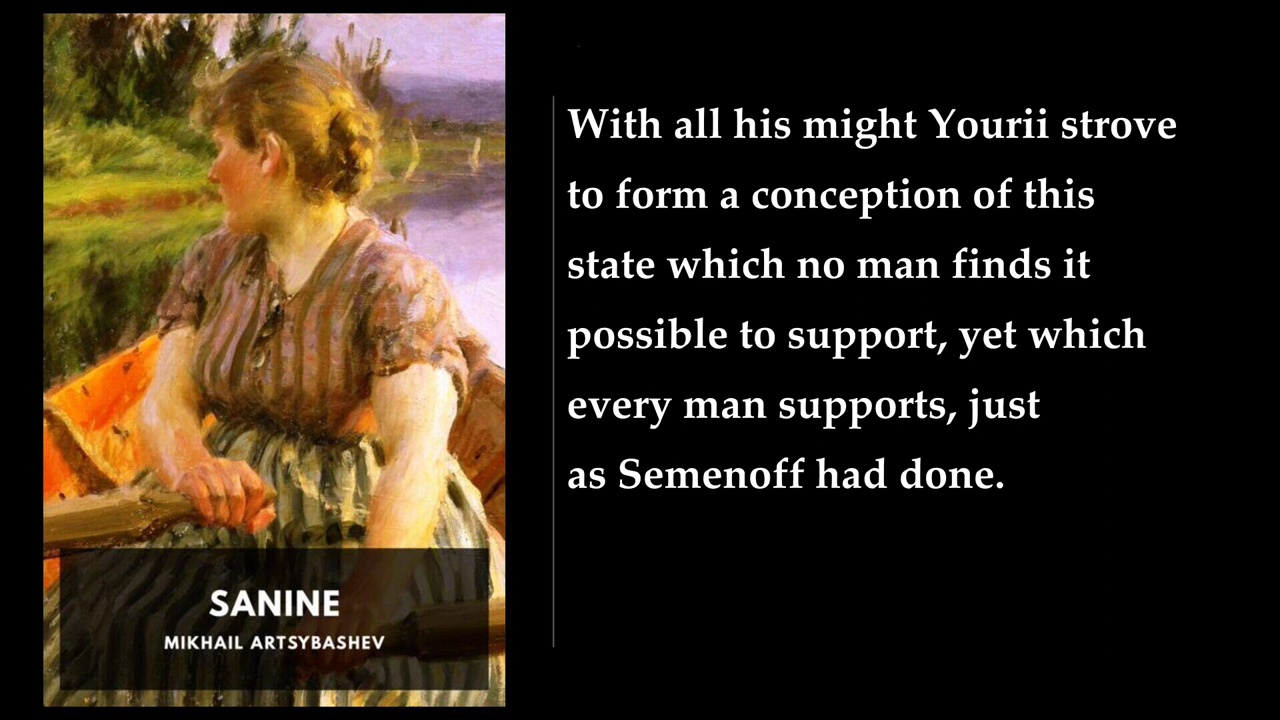 With all his might Yourii strove
to form a conception of this
state which no man finds it
possible to support, yet which
every man supports, just
as Semenoff had done.
SANINE
MIKHAIL ARTSYBASHEV